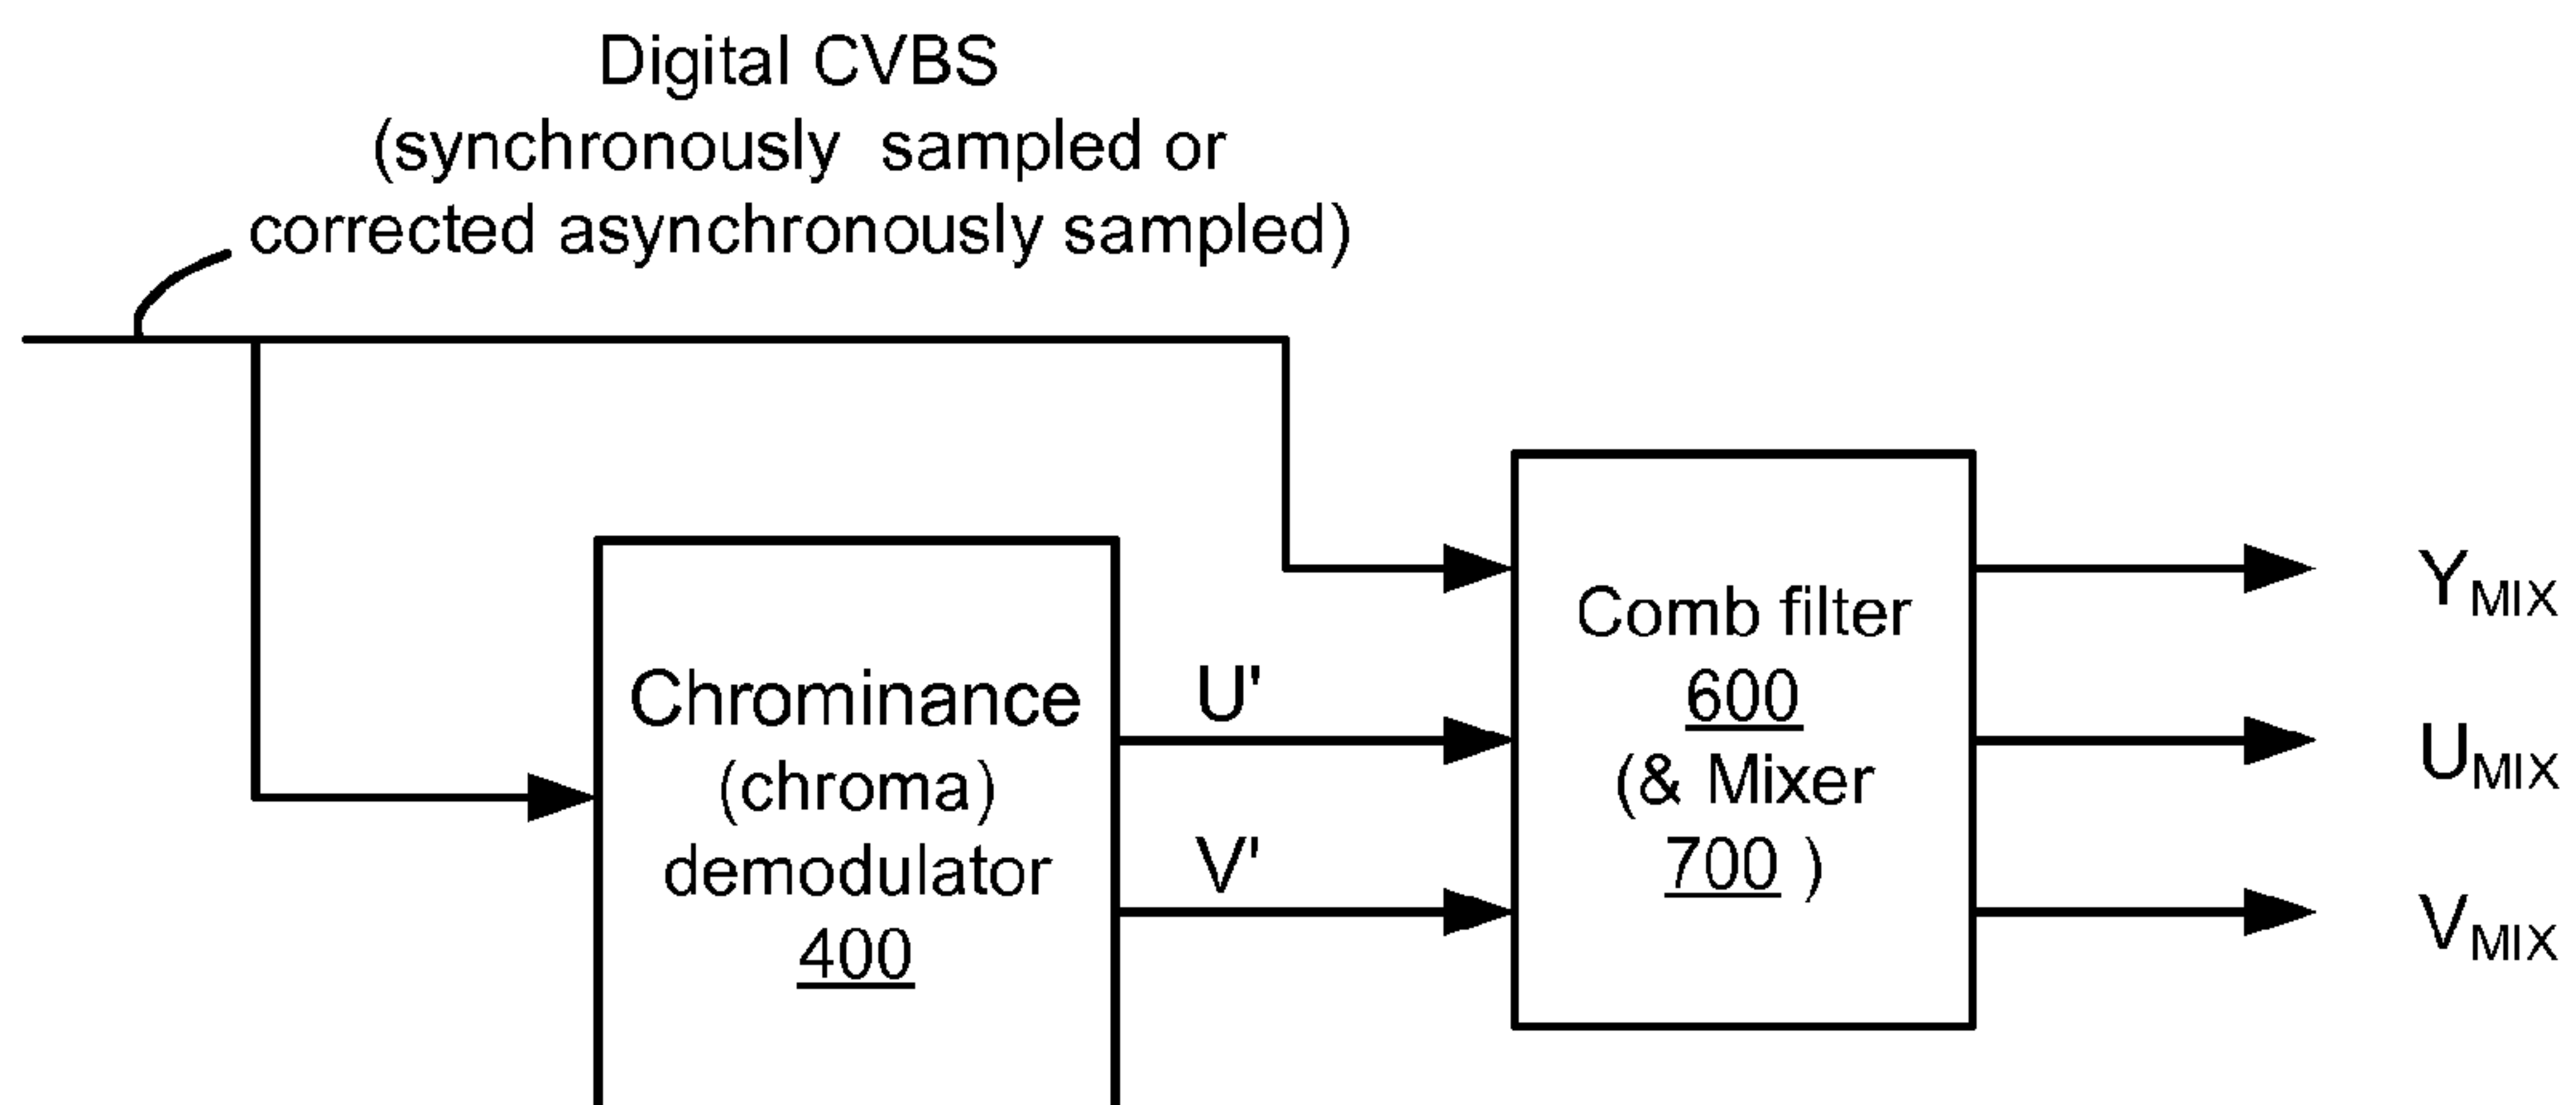 Digital CVBS
(synchronously sampled or
corrected asynchronously sampled)
Chrominance
(chroma)
demodulator
400
U'
V'
Comb filter
600
(& Mixer
700 )
YMIX
UMIX
VMIX